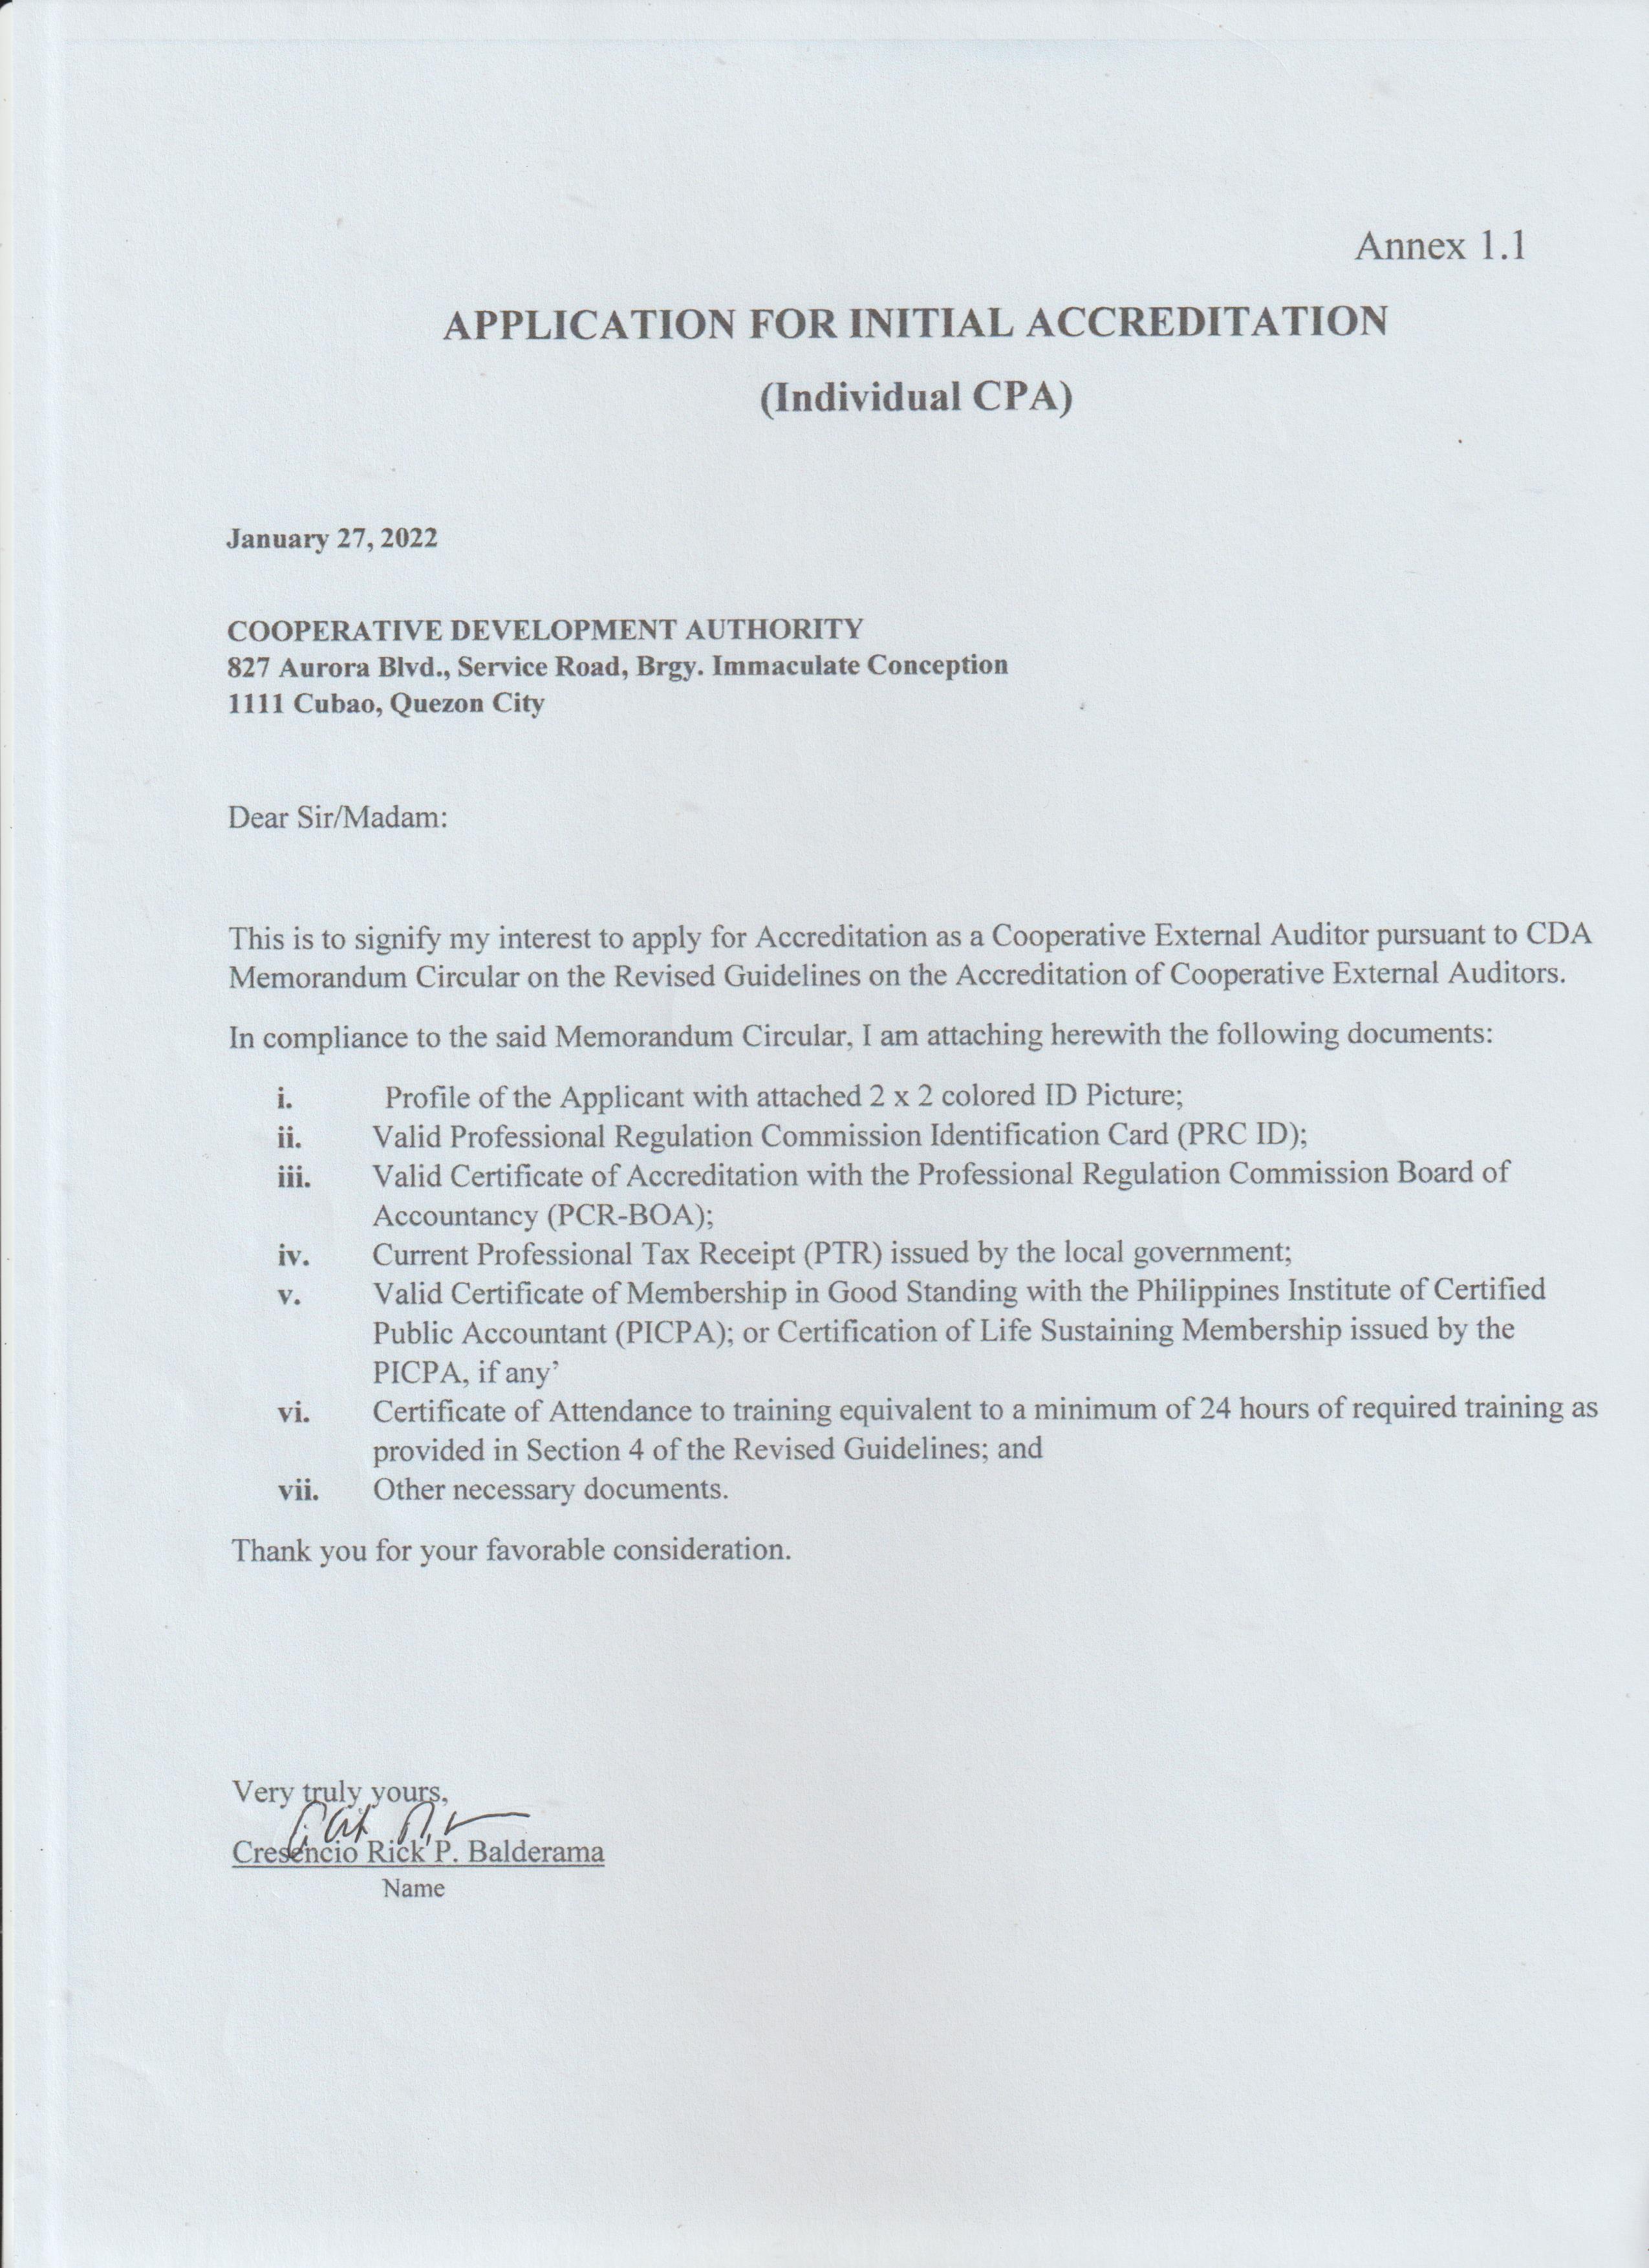 Annex 1.1
APPLICATION FOR INITIAL ACCREDITATION
(Individual CPA)
January 27, 2022
COOPERATIVE DEVELOPMENT AUTHORITY
827 Aurora Blvd., Service Road, Brgy. Immaculate Conception
1111 Cubao, Quezon City
Dear Sir/Madam:
This is to signify my interest to apply for Accreditation as a Cooperative External Auditor pursuant to CDA
Memorandum Circular on the Revised Guidelines on the Accreditation of Cooperative External Auditors.
In compliance to the said Memorandum Circular, I am attaching herewith the following documents:
i. Profile of the Applicant with attached 2 x 2 colored ID Picture;
ii. Valid Professional Regulation Commission Identification Card (PRC ID);
iii. Valid Certificate of Accreditation with the Professional Regulation Commission Board of
Accountancy (PCR-BOA);
iv. Current Professional Tax Receipt (PTR) issued by the local government;
v. Valid Certificate of Membership in Good Standing with the Philippines Institute of Certified
Public Accountant (PICPA); or Certification of Life Sustaining Membership issued by the
PICPA, if any’
vi. Certificate of Attendance to training equivalent to a minimum of 24 hours of required training as
provided in Section 4 of the Revised Guidelines; and
vii. Other necessary documents.
Thank you for your favorable consideration.
Very truly yours,
Cresencio Rick P. Balderama
Name